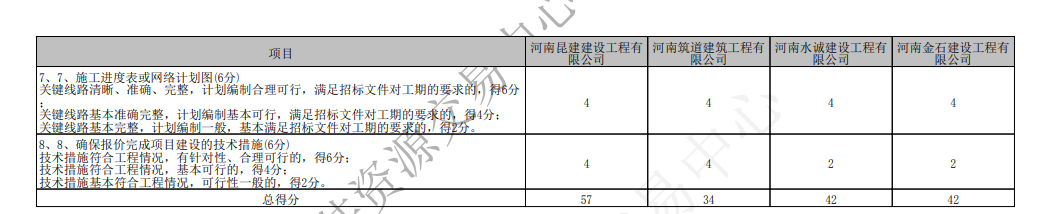 项目
河南昆建建设工程有
限公司
河南筑道建筑工程有
限公司
河南水诚建设工程有
限公司
河南金石建设工程有
限公司
7、7、施工进度表或网络计划图(6分)
关键线路清晰、准确、完整，计划编制合理可行，满足招标文件对工期的要求的，得6分
；
关键线路基本准确完整，计划编制基本可行，满足招标文件对工期的要求的，得4分；
关键线路基本完整，计划编制一般，基本满足招标文件对工期的要求的，得2分。
4
4
4
4
8、8、确保报价完成项目建设的技术措施(6分)
技术措施符合工程情况，有针对性、合理可行的，得6分；
技术措施符合工程情况，基本可行的，得4分；
技术措施基本符合工程情况，可行性一般的，得2分。
4
4
2
2
总得分
57
34
42
42
共资源交易中心
易中心